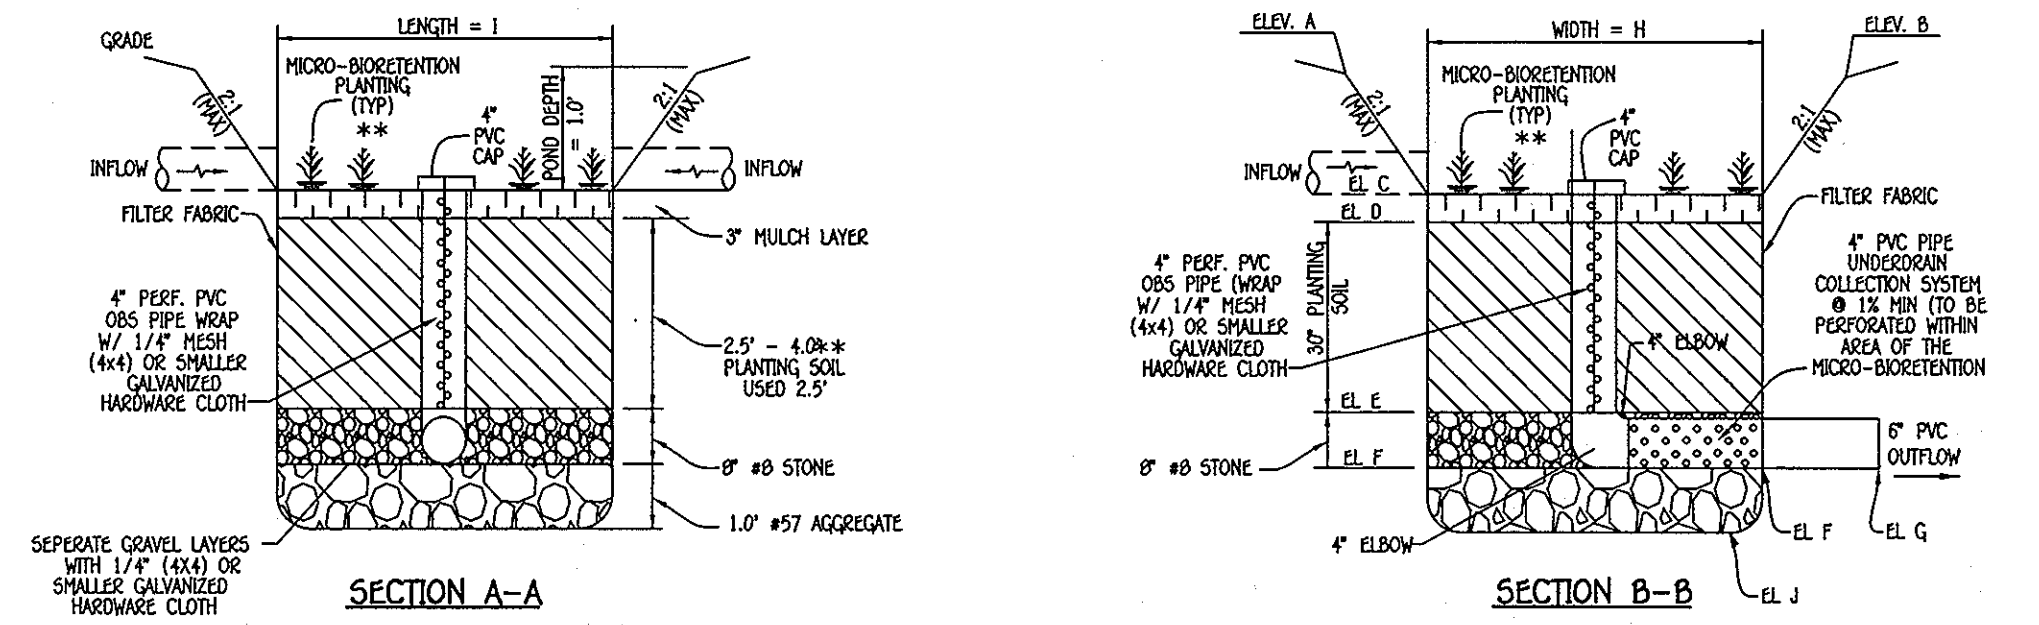 LENGTH = I
GRADE
MICRO-BIORETENTION
PLANTING
(TYP)
**
2:1
(MAX)
4"
PVC
CAP
POND DEPTH
= 1.0'
2:1
(MAX)
INFLOW
INFLOW
FILTER FABRIC
3" MULCH LAYER
4" PERF. PVC
OBS PIPE WRAP
W/ 1/4" MESH
(4x4) OR SMALLER
GALVANIZED
HARDWARE CLOTH
2.5' - 4.0**
PLANTING SOIL
USED 2.5'
8" #8 STONE
1.0' #57 AGGREGATE
SEPERATE GRAVEL LAYERS
WITH 1/4" (4X4) OR
SMALLER GALVANIZED
HARDWARE CLOTH
SECTION A-A
ELEV. A
WIDTH = H
ELEV. B
MICRO-BIORETENTION
PLANTING
(TYP)
**
2:1
(MAX)
4"
PVC
CAP
2:1
(MAX)
INFLOW
EL C
EL D
FILTER FABRIC
4" PERF. PVC
OBS PIPE (WRAP
W/ 1/4" MESH
(4x4) OR SMALLER
GALVANIZED
HARDWARE CLOTH
30" PLANTING
SOIL
4" ELBOW
4" PVC PIPE
UNDERDRAIN
COLLECTION SYSTEM
@ 1% MIN (TO BE
PERFORATED WITHIN
AREA OF THE
MICRO-BIORETENTION
EL E
EL F
8" #8 STONE
6" PVC
OUTFLOW
4" ELBOW
EL F
EL G
EL J
SECTION B-B